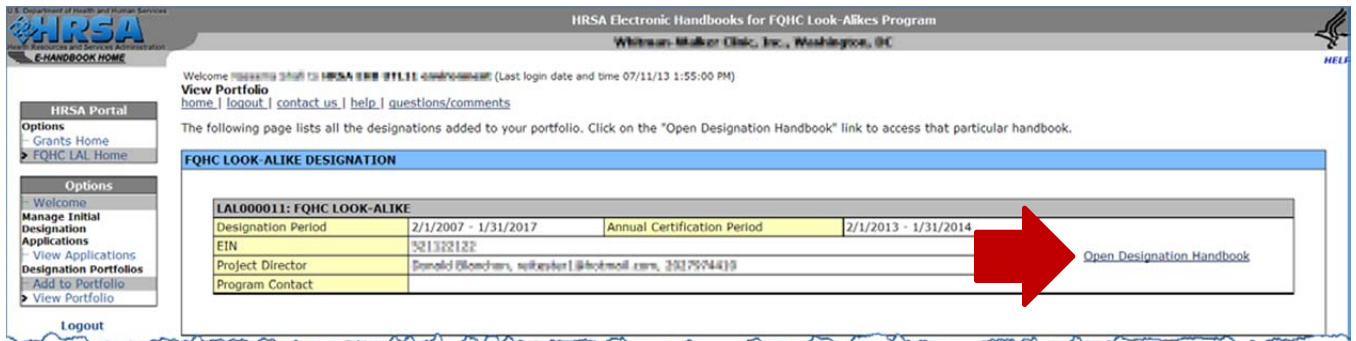 U.S. Department of Health and Human Services
HRSA
Health Resources and Services Administration
E-HANDBOOK HOME
HRSA Electronic Handbooks for FQHC Look-Alikes Program
Whitman-Walker Clinic, Inc., Washington, DC
HELP
Welcome (Last login date and time 07/11/13 1:55:00 PM)
View Portfolio
home | logout | contact us | help | questions/comments
The following page lists all the designations added to your portfolio. Click on the "Open Designation Handbook" link to access that particular handbook.
HRSA Portal
Options
Grants Home
FQHC LAL Home
Options
Welcome
Manage Initial
Designation
Applications
View Applications
Designation Portfolios
Add to Portfolio
View Portfolio
Logout
FQHC LOOK-ALIKE DESIGNATION
LAL000011: FQHC LOOK-ALIKE
Designation Period 2/1/2007 - 1/31/2017 Annual Certification Period 2/1/2013 - 1/31/2014
EIN
Project Director
Program Contact
Open Designation Handbook